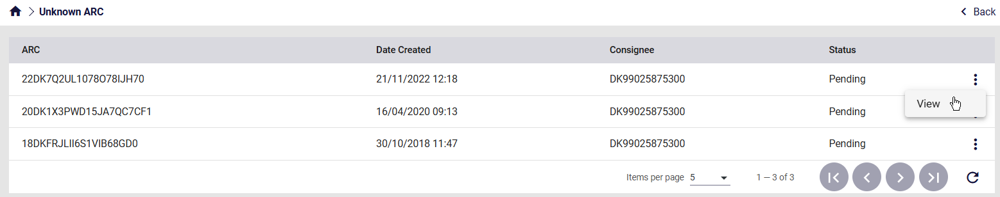 Unknown ARC
Back
ARC Date Created Consignee Status
22DK7Q2UL1078O78IJH70 21/11/2022 12:18 DK99025875300 Pending
View
20DK1X3PWD15JA7QC7CF1 16/04/2020 09:13 DK99025875300 Pending
18DKFRJLII6S1VIB68GD0 30/10/2018 11:47 DK99025875300 Pending
Items per page 5 1 – 3 of 3